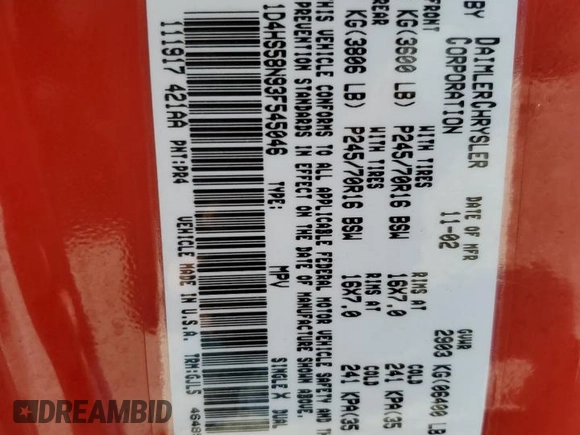 BY DAIMLERCHRYSLER
CORPORATION
DATE OF MFR
11-02
GVWR
2903 KG(06400 LB
FRONT
WITH TIRES
RIMS AT
COLD
KG(3600 LB) P245/70R16 BSW 16X7.0 241 KPA(35
REAR
WITH TIRES
RIMS AT
COLD
KG(3806 LB) P245/70R16 BSW 16X7.0 241 KPA(35
THIS VEHICLE CONFORMS TO ALL APPLICABLE FEDERAL MOTOR VEHICLE SAFETY AND
PREVENTION STANDARDS IN EFFECT ON THE DATE OF MANUFACTURE SHOWN ABOVE.
1D4HS58N93F545046 TYPE: MPV SINGLE X DUAL
111917 421AA PNT:PR4 VEHICLE MADE IN U.S.A. TRM:CJL5
DREAMBID